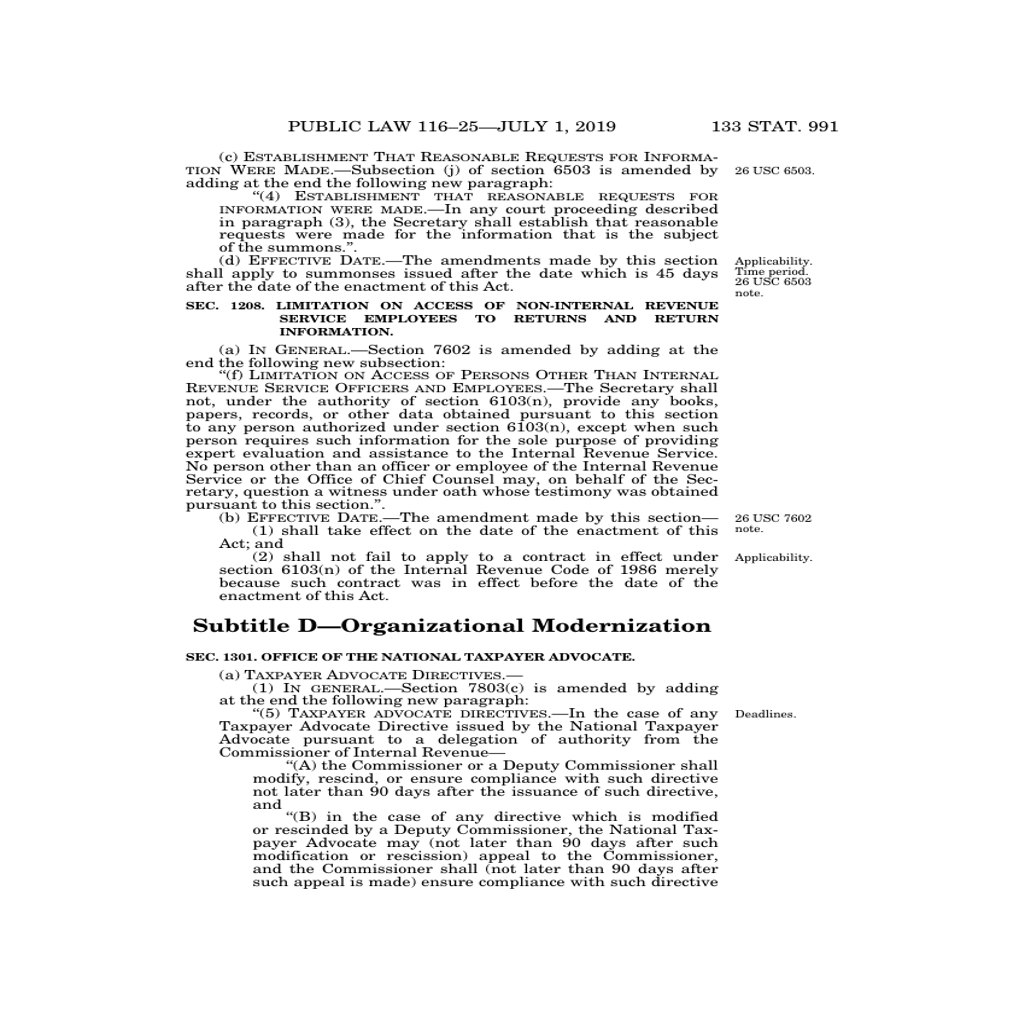 PUBLIC LAW 116–25—JULY 1, 2019 133 STAT. 991
(c) ESTABLISHMENT THAT REASONABLE REQUESTS FOR INFORMA-
TION WERE MADE.—Subsection (j) of section 6503 is amended by
adding at the end the following new paragraph:
26 USC 6503.
“(4) ESTABLISHMENT THAT REASONABLE REQUESTS FOR
INFORMATION WERE MADE.—In any court proceeding described
in paragraph (3), the Secretary shall establish that reasonable
requests were made for the information that is the subject
of the summons.”.
(d) EFFECTIVE DATE.—The amendments made by this section
shall apply to summonses issued after the date which is 45 days
after the date of the enactment of this Act.
Applicability.
Time period.
26 USC 6503
note.
SEC. 1208. LIMITATION ON ACCESS OF NON-INTERNAL REVENUE
SERVICE EMPLOYEES TO RETURNS AND RETURN
INFORMATION.
(a) IN GENERAL.—Section 7602 is amended by adding at the
end the following new subsection:
“(f) LIMITATION ON ACCESS OF PERSONS OTHER THAN INTERNAL
REVENUE SERVICE OFFICERS AND EMPLOYEES.—The Secretary shall
not, under the authority of section 6103(n), provide any books,
papers, records, or other data obtained pursuant to this section
to any person authorized under section 6103(n), except when such
person requires such information for the sole purpose of providing
expert evaluation and assistance to the Internal Revenue Service.
No person other than an officer or employee of the Internal Revenue
Service or the Office of Chief Counsel may, on behalf of the Sec-
retary, question a witness under oath whose testimony was obtained
pursuant to this section.”.
(b) EFFECTIVE DATE.—The amendment made by this section—
(1) shall take effect on the date of the enactment of this
Act; and
26 USC 7602
note.
(2) shall not fail to apply to a contract in effect under
section 6103(n) of the Internal Revenue Code of 1986 merely
because such contract was in effect before the date of the
enactment of this Act.
Applicability.
Subtitle D—Organizational Modernization
SEC. 1301. OFFICE OF THE NATIONAL TAXPAYER ADVOCATE.
(a) TAXPAYER ADVOCATE DIRECTIVES.—
(1) IN GENERAL.—Section 7803(c) is amended by adding
at the end the following new paragraph:
“(5) TAXPAYER ADVOCATE DIRECTIVES.—In the case of any
Taxpayer Advocate Directive issued by the National Taxpayer
Advocate pursuant to a delegation of authority from the
Commissioner of Internal Revenue—
Deadlines.
“(A) the Commissioner or a Deputy Commissioner shall
modify, rescind, or ensure compliance with such directive
not later than 90 days after the issuance of such directive,
and
“(B) in the case of any directive which is modified
or rescinded by a Deputy Commissioner, the National Tax-
payer Advocate may (not later than 90 days after such
modification or rescission) appeal to the Commissioner,
and the Commissioner shall (not later than 90 days after
such appeal is made) ensure compliance with such directive